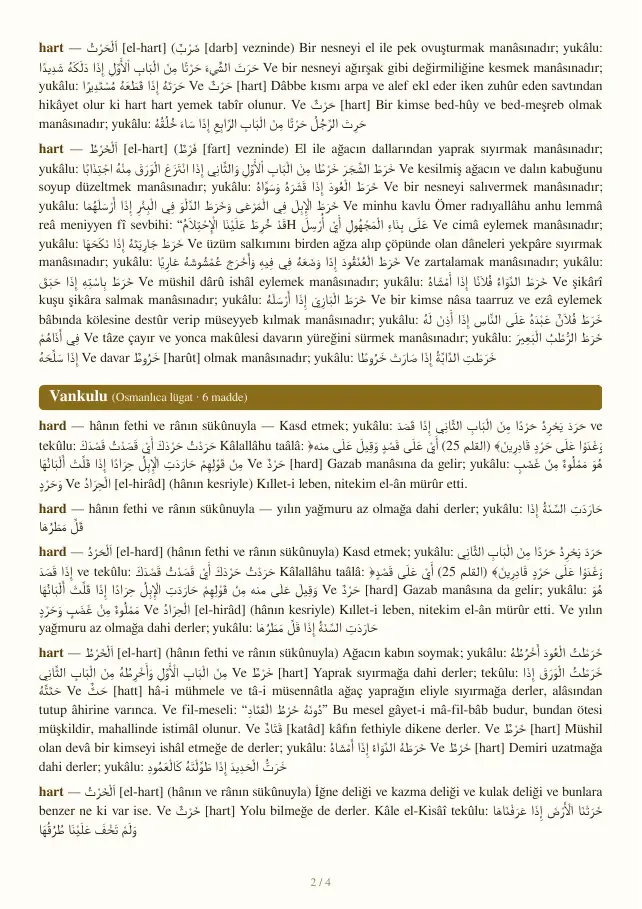 hart — اَلْحَرْتُ [el-hart] (ضَرْبٌ [darb] vezninde) Bir nesneyi el ile pek ovuşturmak manâsınadır; yukâlu:
حَرَتَ الشَّيْءَ حَرْتًا مِنَ الْبَابِ الْأَوَّلِ إِذَا دَلَكَهُ شَدِيدًا Ve bir nesneyi ağırşak gibi değirmiliğine kesmek manâsınadır;
yukâlu: حَرَتَهُ إِذَا قَطَعَهُ مُسْتَدِيرًا Ve حَرْتٌ [hart] Dâbbe kısmı arpa ve alef ekl eder iken zuhûr eden savtından
hikâyet olur ki hart hart yemek tabîr olunur. Ve حَرْتٌ [hart] Bir kimse bed-hûy ve bed-meşreb olmak
manâsınadır; yukâlu: حَرِتَ الرَّجُلُ حَرْتًا مِنَ الْبَابِ الرَّابِعِ إِذَا سَاءَ خُلُقُهُ
hart — اَلْخَرْطُ [el-hart] (فَرْطٌ [fart] vezninde) El ile ağacın dallarından yaprak sıyırmak manâsınadır;
yukâlu: خَرَطَ الشَّجَرَ خَرْطًا مِنَ الْبَابِ الْأَوَّلِ وَالثَّانِي إِذَا انْتَزَعَ الْوَرَقَ مِنْهُ اجْتِذَابًا Ve kesilmiş ağacın ve dalın kabuğunu
soyup düzeltmek manâsınadır; yukâlu: خَرَطَ الْعُودَ إِذَا قَشَرَهُ وَسَوَّاهُ Ve bir nesneyi salıvermek manâsınadır;
yukâlu: خَرَطَ الْإِبِلَ فِي الْمَرْعَى وَخَرَطَ الدَّلْوَ فِي الْبِئْرِ إِذَا أَرْسَلَهُمَا Ve minhu kavlu Ömer radıyallâhu anhu lemmâ
reâ meniyyen fî sevbihi: “قَدْ خُرِطَ عَلَيْنَا الْاِحْتِلَامُH عَلَى بِنَاءِ الْمَجْهُولِ أَيْ أُرْسِلَ Ve cimâ eylemek manâsınadır;
yukâlu: خَرَطَ جَارِيَتَهُ إِذَا نَكَحَهَا Ve üzüm salkımını birden ağza alıp çöpünde olan dâneleri yekpâre sıyırmak
manâsınadır; yukâlu: خَرَطَ الْعُنْقُودَ إِذَا وَضَعَهُ فِي فِيهِ وَأَخْرَجَ عُمْشُوشَهُ عَارِيًا Ve zartalamak manâsınadır; yukâlu:
خَرَطَ بِاسْتِهِ إِذَا حَبَقَ Ve müshil dârû ishâl eylemek manâsınadır; yukâlu: خَرَطَ الدَّوَاءُ فُلَانًا إِذَا أَمْشَاهُ Ve şikârî
kuşu şikâra salmak manâsınadır; yukâlu: خَرَطَ الْبَازِيَ إِذَا أَرْسَلَهُ Ve bir kimse nâsa taarruz ve ezâ eylemek
bâbında kölesine destûr verip müseyyeb kılmak manâsınadır; yukâlu: خَرَطَ فُلَانٌ عَبْدَهُ عَلَى النَّاسِ إِذَا أَذِنَ لَهُ
فِي أَذَاهُمْ Ve tâze çayır ve yonca makûlesi davarın yüreğini sürmek manâsınadır; yukâlu: خَرَطَ الرُّطْبُ الْبَعِيرَ
إِذَا سَلَّحَهُ Ve davar خَرُوطٌ [harût] olmak manâsınadır; yukâlu: خَرَطَتِ الدَّابَّةُ إِذَا صَارَتْ خَرُوطًا
Vankulu (Osmanlıca lügat · 6 madde)
hard — hânın fethi ve rânın sükûnuyla — Kasd etmek; yukâlu: حَرَدَ يَحْرِدُ حَرْدًا مِنَ الْبَابِ الثَّانِي إِذَا قَصَدَ ve
tekûlu: حَرَدْتُ حَرْدَكَ أَيْ قَصَدْتُ قَصْدَكَ Kâlallâhu taâlâ: ﴿وَغَدَوْا عَلَى حَرْدٍ قَادِرِينَ﴾ (القلم 25) أَيْ عَلَى قَصْدٍ وَقِيلَ عَلَى منه
مِنْ قَوْلِهِمْ حَارَدَتِ الْإِبِلُ حِرَادًا إِذَا قَلَّتْ أَلْبَانُهَا Ve حَرْدٌ [hard] Gazab manâsına da gelir; yukâlu: هُوَ مَمْلُوءٌ مِنْ غَضَبٍ
وَحَرْدٍ Ve اَلْحِرَادُ [el-hirâd] (hânın kesriyle) Kıllet-i leben, nitekim el-ân mürûr etti.
hard — hânın fethi ve rânın sükûnuyla — yılın yağmuru az olmağa dahi derler; yukâlu: حَارَدَتِ السَّنَةُ إِذَا
قَلَّ مَطَرُهَا
hard — اَلْحَرْدُ [el-hard] (hânın fethi ve rânın sükûnuyla) Kasd etmek; yukâlu: حَرَدَ يَحْرِدُ حَرْدًا مِنَ الْبَابِ الثَّانِي
إِذَا قَصَدَ ve tekûlu: حَرَدْتُ حَرْدَكَ أَيْ قَصَدْتُ قَصْدَكَ Kâlallâhu taâlâ: ﴿وَغَدَوْا عَلَى حَرْدٍ قَادِرِينَ﴾ (القلم 25) أَيْ عَلَى قَصْدٍ
وَقِيلَ على منه مِنْ قَوْلِهِمْ حَارَدَتِ الْإِبِلُ حِرَادًا إِذَا قَلَّتْ أَلْبَانُهَا Ve حَرْدٌ [hard] Gazab manâsına da gelir; yukâlu: هُوَ
مَمْلُوءٌ مِنْ غَضَبٍ وَحَرْدٍ Ve اَلْحِرَادُ [el-hirâd] (hânın kesriyle) Kıllet-i leben, nitekim el-ân mürûr etti. Ve yılın
yağmuru az olmağa dahi derler; yukâlu: حَارَدَتِ السَّنَةُ إِذَا قَلَّ مَطَرُهَا
hart — اَلْخَرْطُ [el-hart] (hânın fethi ve rânın sükûnuyla) Ağacın kabın soymak; yukâlu: خَرَطْتُ الْعُودَ أَخْرُطُهُ
مِنَ الْبَابِ الْأَوَّلِ وَأَخْرِطُهُ مِنَ الْبَابِ الثَّانِي Ve خَرْطٌ [hart] Yaprak sıyırmağa dahi derler; tekûlu: خَرَطْتُ الْوَرَقَ إِذَا
حَتَتَّهُ Ve حَتٌّ [hatt] hâ-i mühmele ve tâ-i müsennâtla ağaç yaprağın eliyle sıyırmağa derler, alâsından
tutup âhirine varınca. Ve fil-meseli: “دُونَهُ خَرْطُ الْقَتَادِ” Bu mesel gâyet-i mâ-fil-bâb budur, bundan ötesi
müşkildir, mahallinde istimâl olunur. Ve قَتَادٌ [katâd] kâfın fethiyle dikene derler. Ve خَرْطٌ [hart] Müshil
olan devâ bir kimseyi ishâl etmeğe de derler; yukâlu: خَرَطَهُ الدَّوَاءُ إِذَا أَمْشَاهُ Ve خَرْطٌ [hart] Demiri uzatmağa
dahi derler; yukâlu: خَرَطْتُ الْحَدِيدَ إِذَا طَوَّلْتَهُ كَالْعَمُودِ
hart — اَلْخَرْتُ [el-hart] (hânın ve rânın sükûnuyla) İğne deliği ve kazma deliği ve kulak deliği ve bunlara
benzer ne ki var ise. Ve خَرْتٌ [hart] Yolu bilmeğe de derler. Kâle el-Kisâî tekûlu: خَرَتْنَا الْأَرْضَ إِذَا عَرَفْنَاهَا
وَلَمْ تَخْفَ عَلَيْنَا طُرُقُهَا
2 / 4